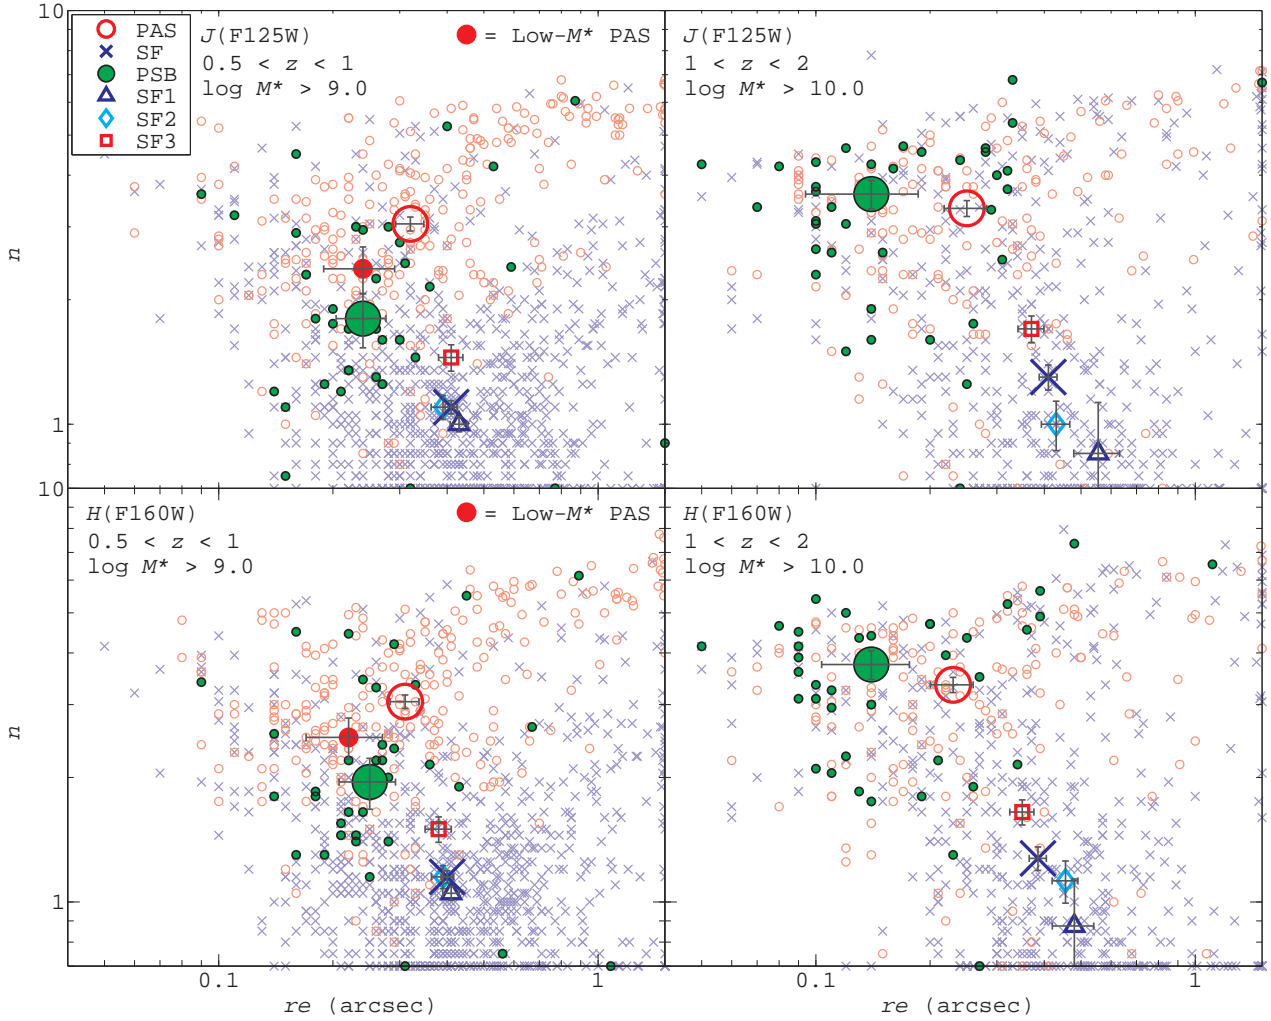 10
PAS
SF
PSB
SF1
SF2
SF3
J(F125W)
0.5 < z < 1
log M* > 9.0
= Low-M* PAS
J(F125W)
1 < z < 2
log M* > 10.0
n
1
10
H(F160W)
0.5 < z < 1
log M* > 9.0
= Low-M* PAS
H(F160W)
1 < z < 2
log M* > 10.0
n
1
0.1
1
0.1
1
re (arcsec)
re (arcsec)